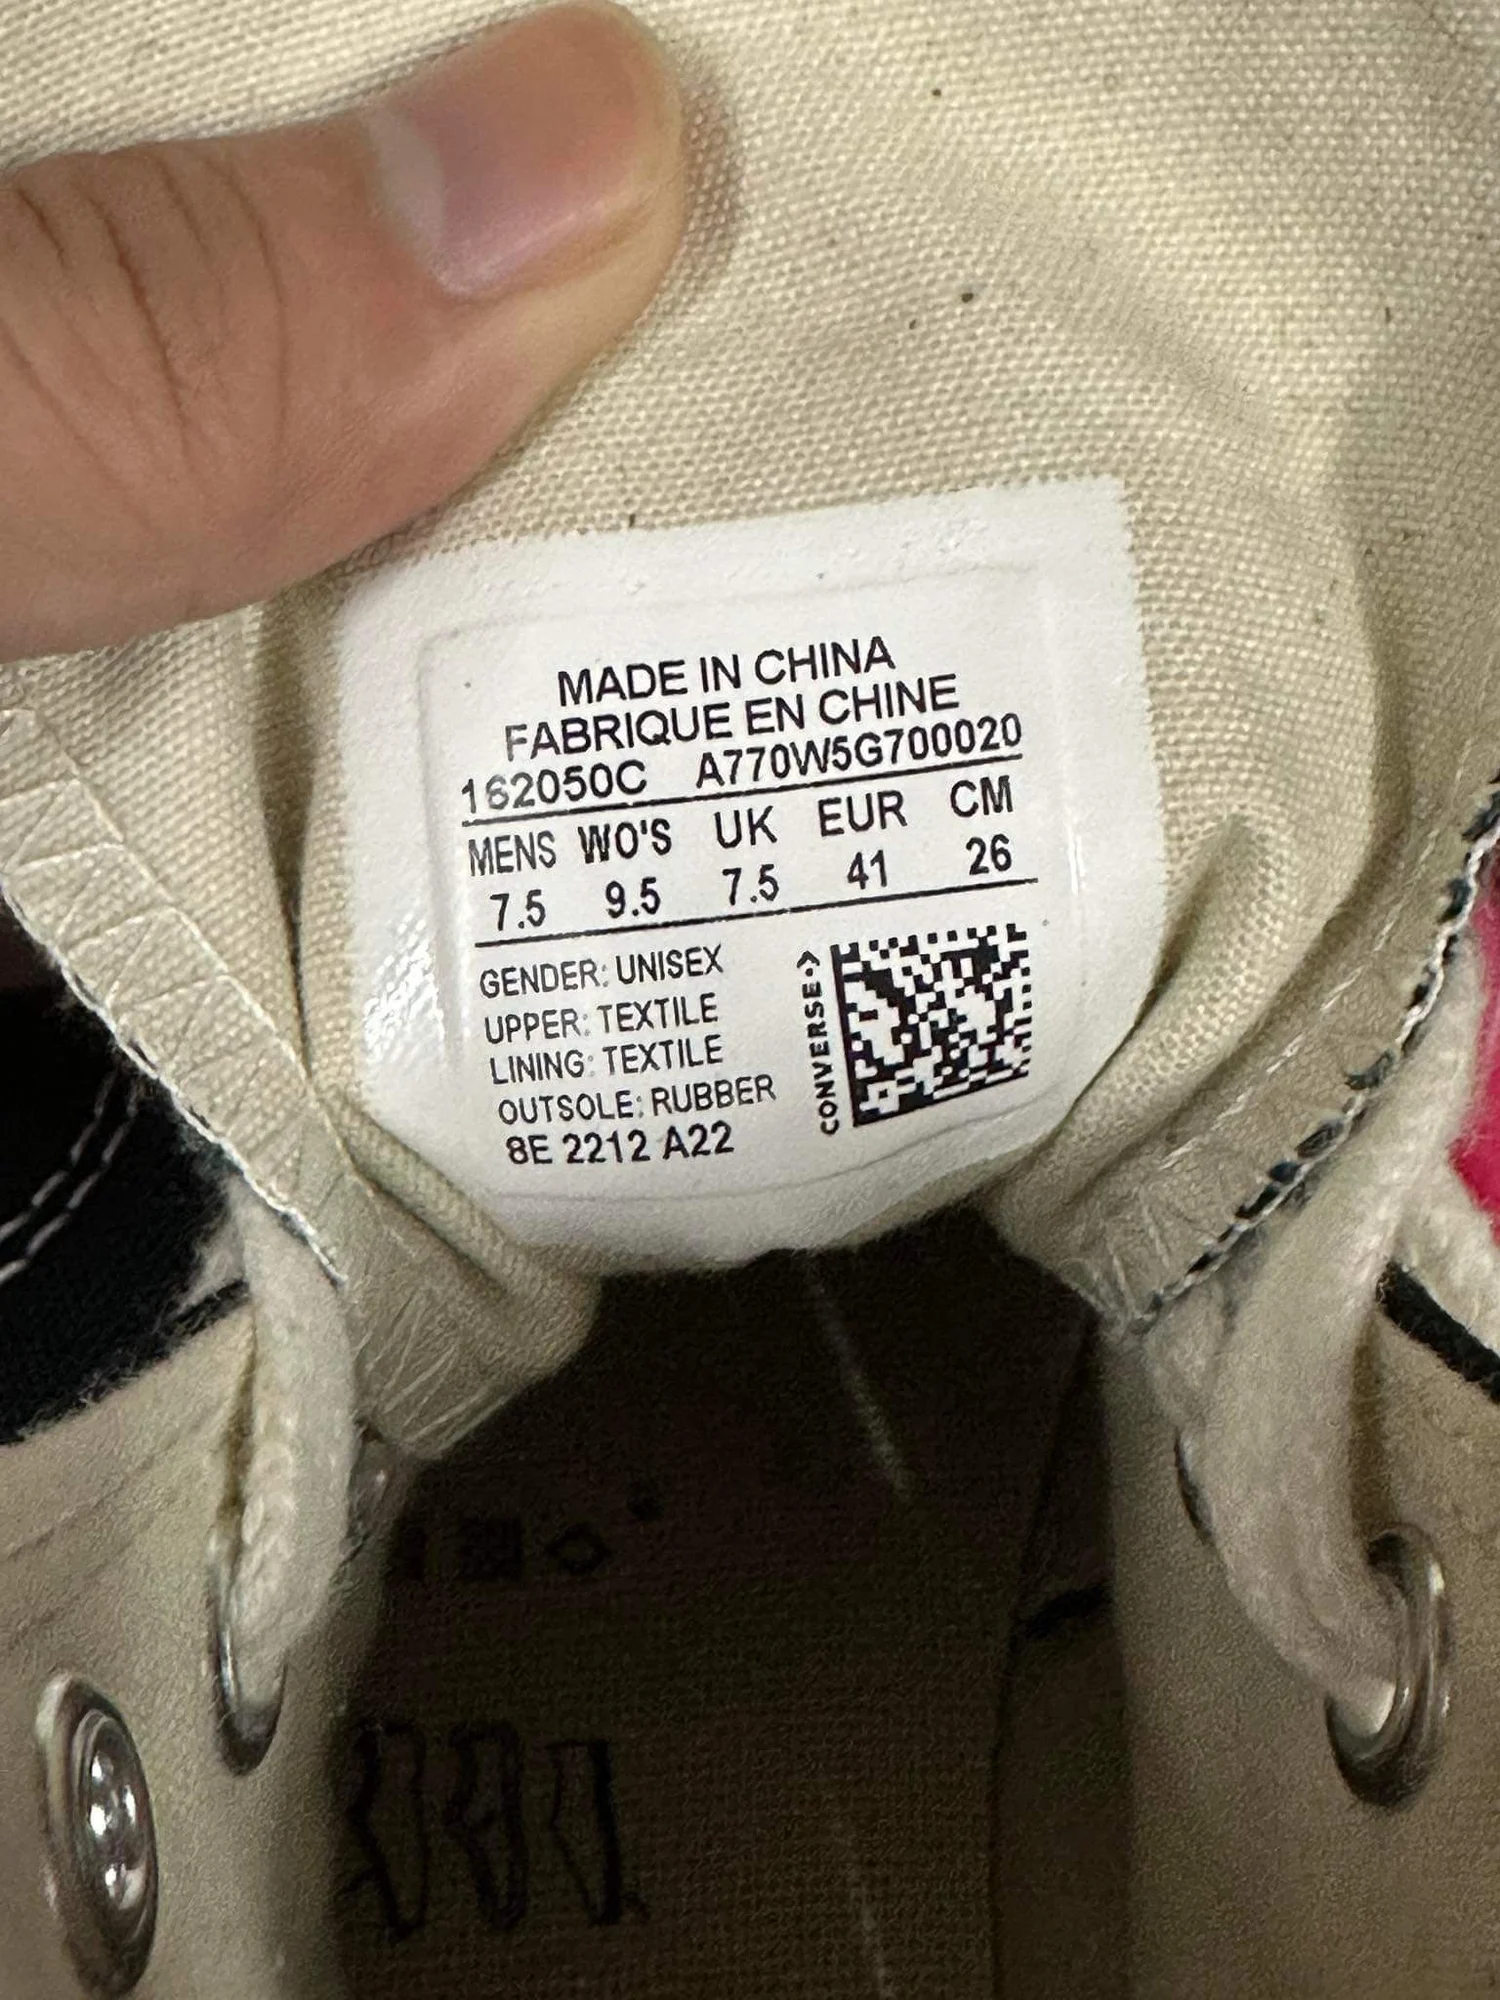 MADE IN CHINA
FABRIQUE EN CHINE
162050C A770W5G700020
MENS WO'S UK EUR CM
7.5 9.5 7.5 41 26
GENDER: UNISEX
UPPER: TEXTILE
LINING: TEXTILE
OUTSOLE: RUBBER
8E 2212 A22
CONVERSE